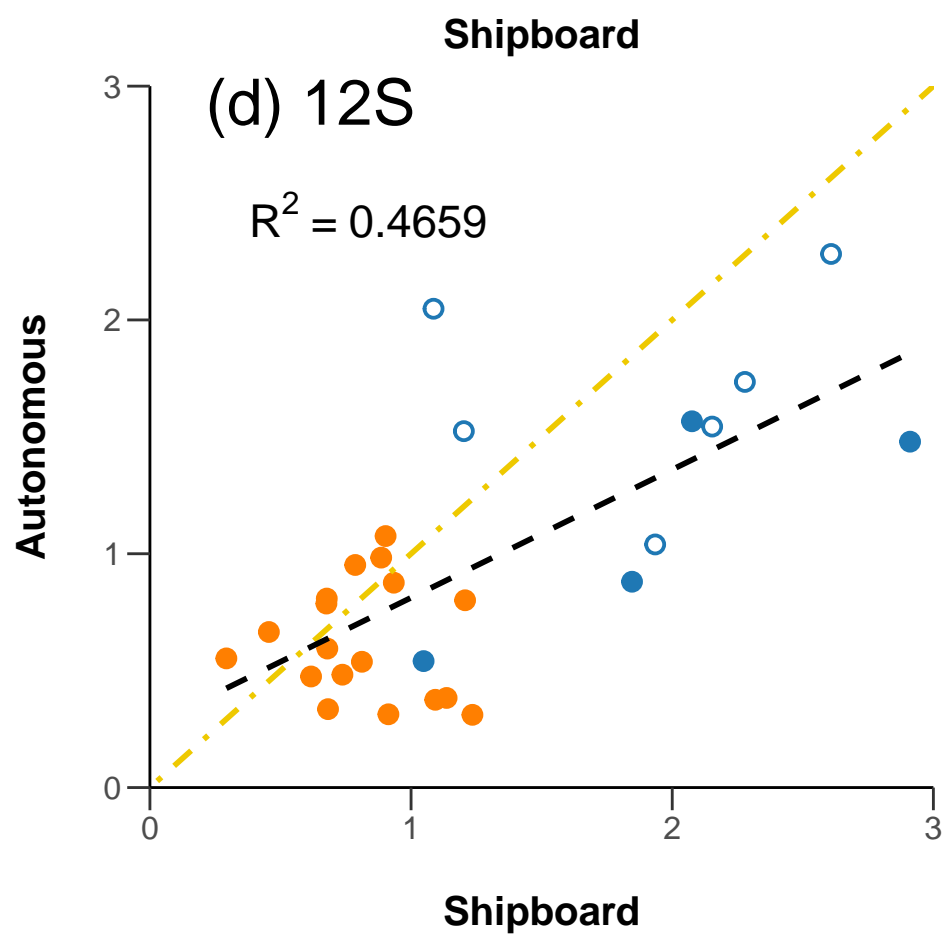 Shipboard
(d) 12S
R² = 0.4659
Autonomous
3
2
1
0
0 1 2 3
Shipboard